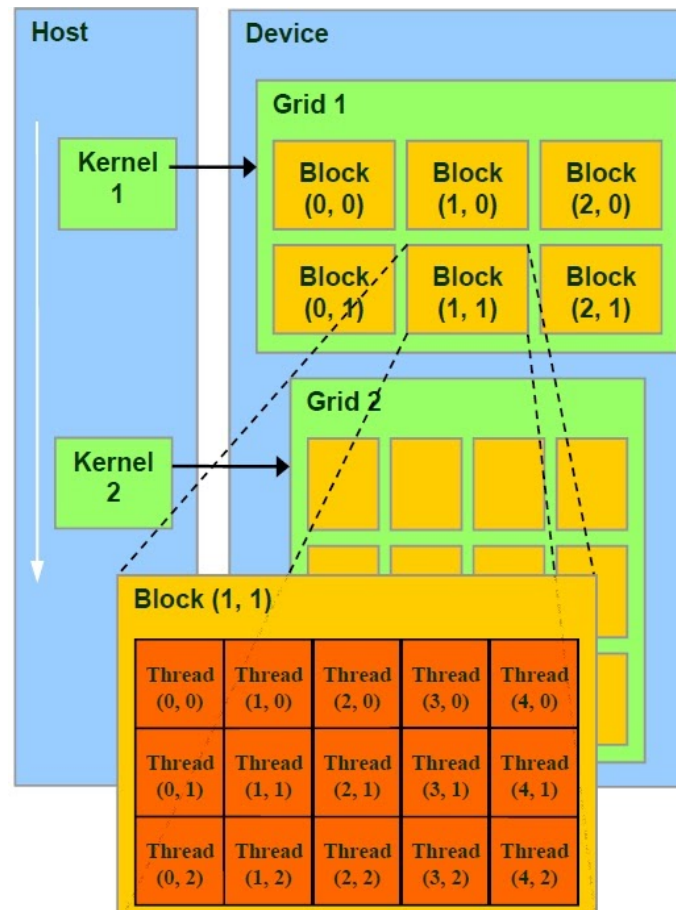 Host
Device
Grid 1
Kernel
1
Block
(0, 0)
Block
(1, 0)
Block
(2, 0)
Block
(0, 1)
Block
(1, 1)
Block
(2, 1)
Grid 2
Kernel
2
Block (1, 1)
Thread
(0, 0)
Thread
(1, 0)
Thread
(2, 0)
Thread
(3, 0)
Thread
(4, 0)
Thread
(0, 1)
Thread
(1, 1)
Thread
(2, 1)
Thread
(3, 1)
Thread
(4, 1)
Thread
(0, 2)
Thread
(1, 2)
Thread
(2, 2)
Thread
(3, 2)
Thread
(4, 2)